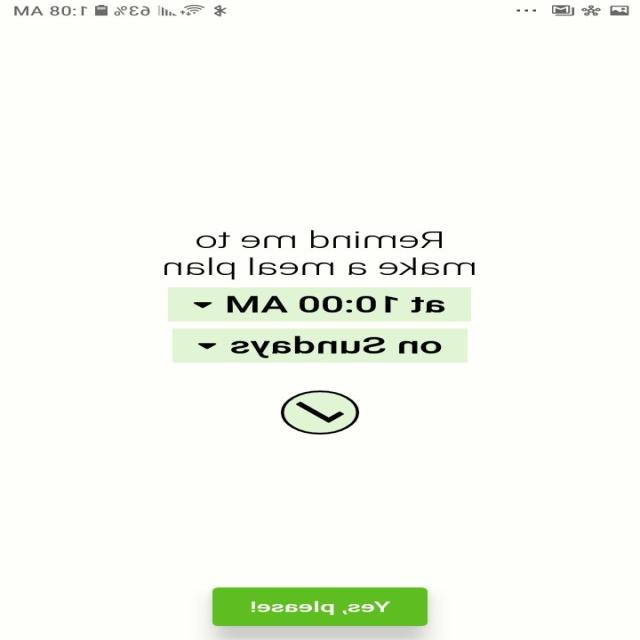 63% 1:08 AM
Remind me to
make a meal plan
at 10:00 AM
on Sundays
Yes, please!